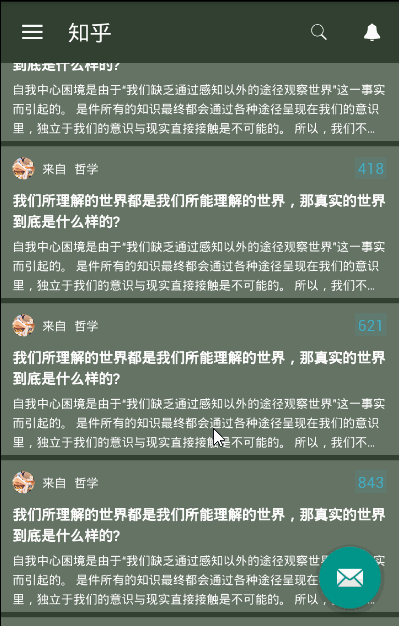 知乎
到底是什么样的?
自我中心困境是由于“我们缺乏通过感知以外的途径观察世界”这一事实
而引起的。 是件所有的知识最终都会通过各种途径呈现在我们的意识
里，独立于我们的意识与现实直接接触是不可能的。 所以，我们不...
来自 哲学 418
我们所理解的世界都是我们所能理解的世界，那真实的世界
到底是什么样的?
自我中心困境是由于“我们缺乏通过感知以外的途径观察世界”这一事实
而引起的。 是件所有的知识最终都会通过各种途径呈现在我们的意识
里，独立于我们的意识与现实直接接触是不可能的。 所以，我们不...
来自 哲学 621
我们所理解的世界都是我们所能理解的世界，那真实的世界
到底是什么样的?
自我中心困境是由于“我们缺乏通过感知以外的途径观察世界”这一事实
而引起的。 是件所有的知识最终都会通过各种途径呈现在我们的意识
里，独立于我们的意识与现实直接接触是不可能的。 所以，我们不...
来自 哲学 843
我们所理解的世界都是我们所能理解的世界，那真实的世界
到底是什么样的?
自我中心困境是由于“我们缺乏通过感知以外的途径观察世界”这一事实
而引起的。 是件所有的知识最终都会通过各种途径呈现在我们的意识
里，独立于我们的意识与现实直接接触是不可能的。 所以，我们不...